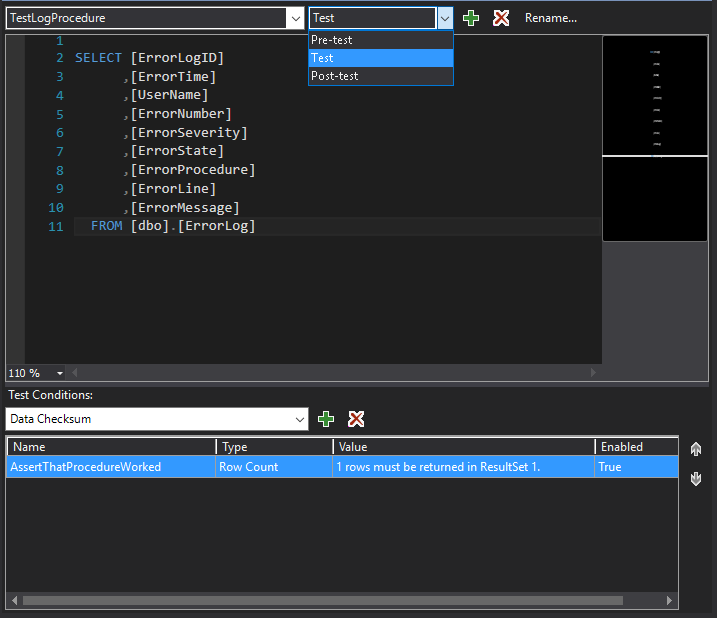 TestLogProcedure
Test
Rename...
Pre-test
Test
Post-test
1
2 SELECT [ErrorLogID]
3 ,[ErrorTime]
4 ,[UserName]
5 ,[ErrorNumber]
6 ,[ErrorSeverity]
7 ,[ErrorState]
8 ,[ErrorProcedure]
9 ,[ErrorLine]
10 ,[ErrorMessage]
11 FROM [dbo].[ErrorLog]
110 %
Test Conditions:
Data Checksum
Name Type Value Enabled
AssertThatProcedureWorked Row Count 1 rows must be returned in ResultSet 1. True